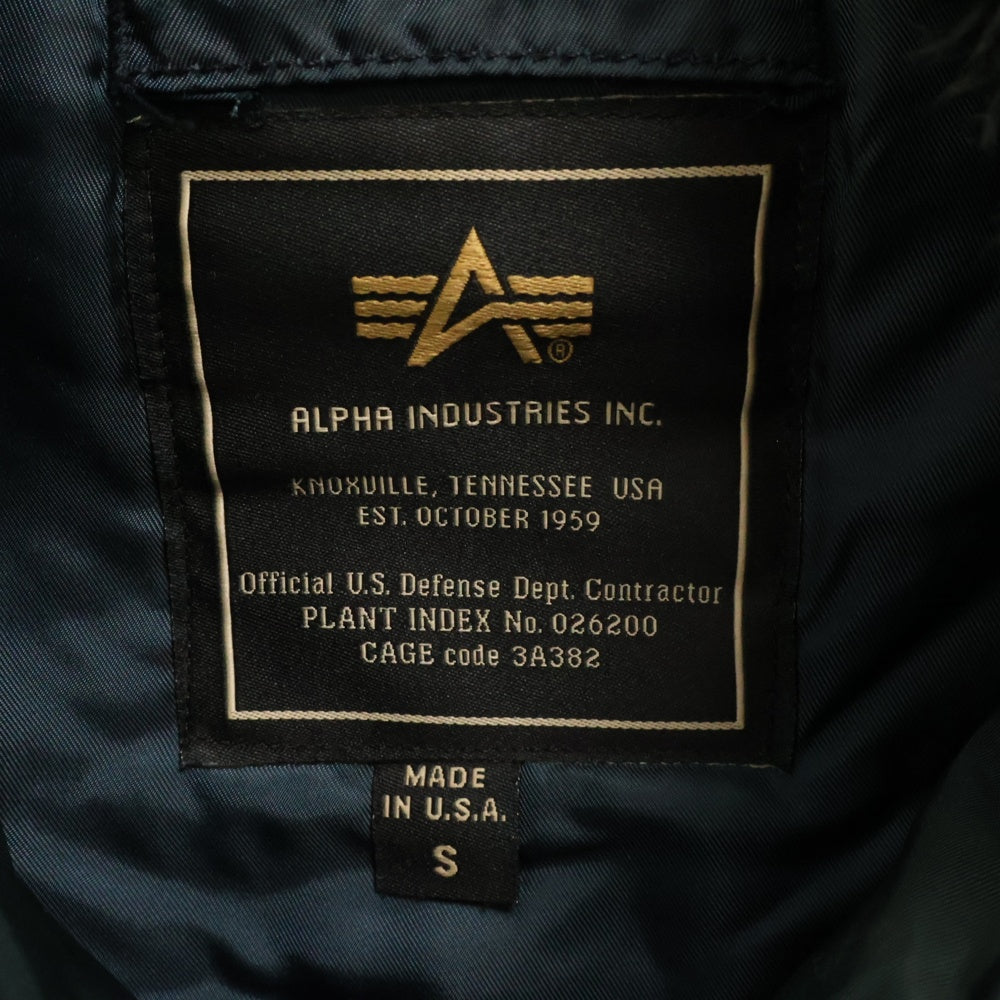 ®
ALPHA INDUSTRIES INC.
KNOXVILLE, TENNESSEE USA
EST. OCTOBER 1959
Official U.S. Defense Dept. Contractor
PLANT INDEX No. 026200
CAGE code 3A382
MADE
IN U.S.A.
S